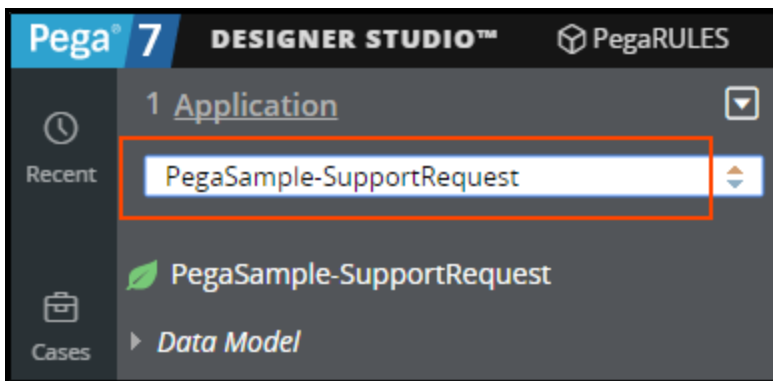 Pega® 7 DESIGNER STUDIO™ PegaRULES
1 Application
Recent
PegaSample-SupportRequest
PegaSample-SupportRequest
Cases
Data Model